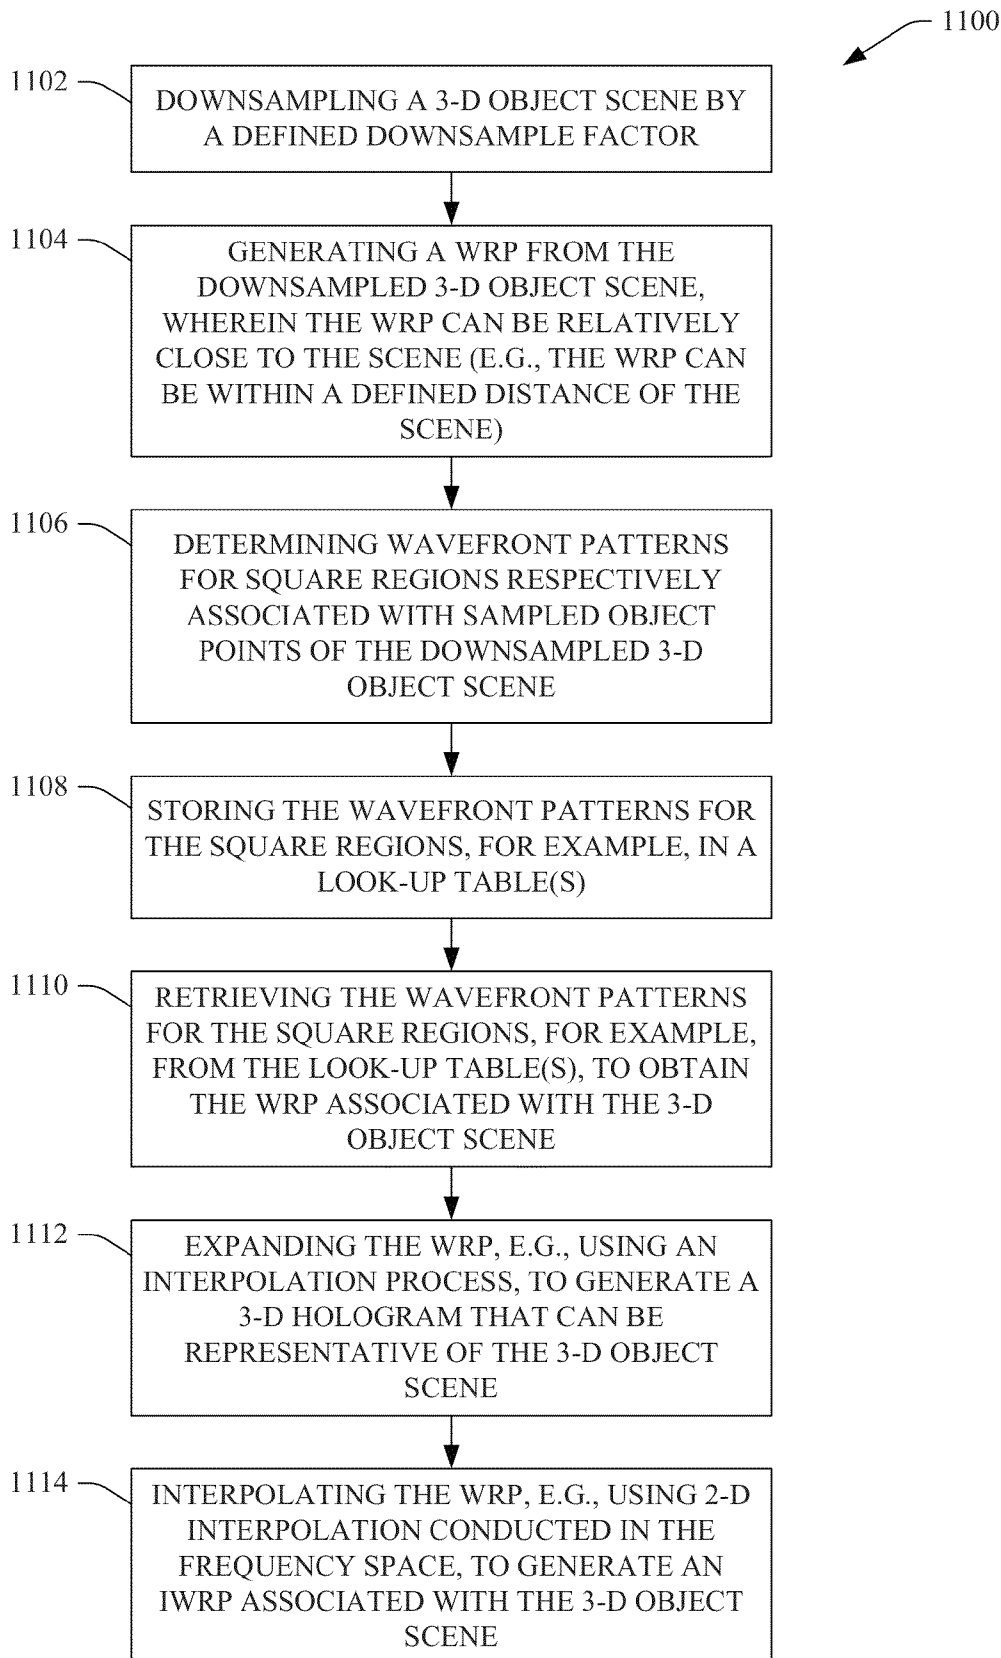 1100
1102
DOWNSAMPLING A 3-D OBJECT SCENE BY
A DEFINED DOWNSAMPLE FACTOR
1104
GENERATING A WRP FROM THE
DOWNSAMPLED 3-D OBJECT SCENE,
WHEREIN THE WRP CAN BE RELATIVELY
CLOSE TO THE SCENE (E.G., THE WRP CAN
BE WITHIN A DEFINED DISTANCE OF THE
SCENE)
1106
DETERMINING WAVEFRONT PATTERNS
FOR SQUARE REGIONS RESPECTIVELY
ASSOCIATED WITH SAMPLED OBJECT
POINTS OF THE DOWNSAMPLED 3-D
OBJECT SCENE
1108
STORING THE WAVEFRONT PATTERNS FOR
THE SQUARE REGIONS, FOR EXAMPLE, IN A
LOOK-UP TABLE(S)
1110
RETRIEVING THE WAVEFRONT PATTERNS
FOR THE SQUARE REGIONS, FOR EXAMPLE,
FROM THE LOOK-UP TABLE(S), TO OBTAIN
THE WRP ASSOCIATED WITH THE 3-D
OBJECT SCENE
1112
EXPANDING THE WRP, E.G., USING AN
INTERPOLATION PROCESS, TO GENERATE A
3-D HOLOGRAM THAT CAN BE
REPRESENTATIVE OF THE 3-D OBJECT
SCENE
1114
INTERPOLATING THE WRP, E.G., USING 2-D
INTERPOLATION CONDUCTED IN THE
FREQUENCY SPACE, TO GENERATE AN
IWRP ASSOCIATED WITH THE 3-D OBJECT
SCENE